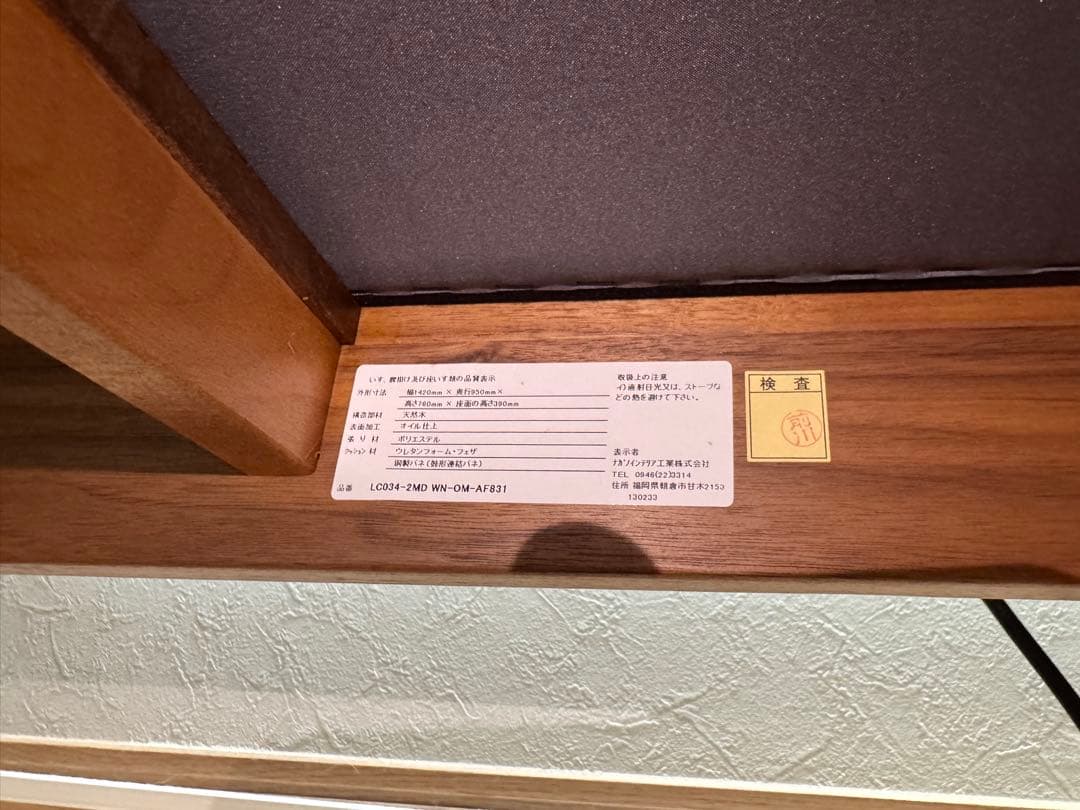 いす、腰掛け及び座いす類の品質表示
外形寸法 幅1420mm × 奥行950mm×
高さ760mm × 座面の高さ390mm
構造部材 天然木
表面加工 オイル仕上
張り材 ポリエステル
クッション材 ウレタンフォーム・フェザ
鋼製バネ(蛇形連結バネ)
品番 LC034-2MD WN-OM-AF831
取扱上の注意
イ)直射日光又は、ストーブな
どの熱を避けて下さい。
表示者
ナカゾノインテリア工業株式会社
TEL 0946(22)3314
住所 福岡県朝倉市甘木2153
130233
検査